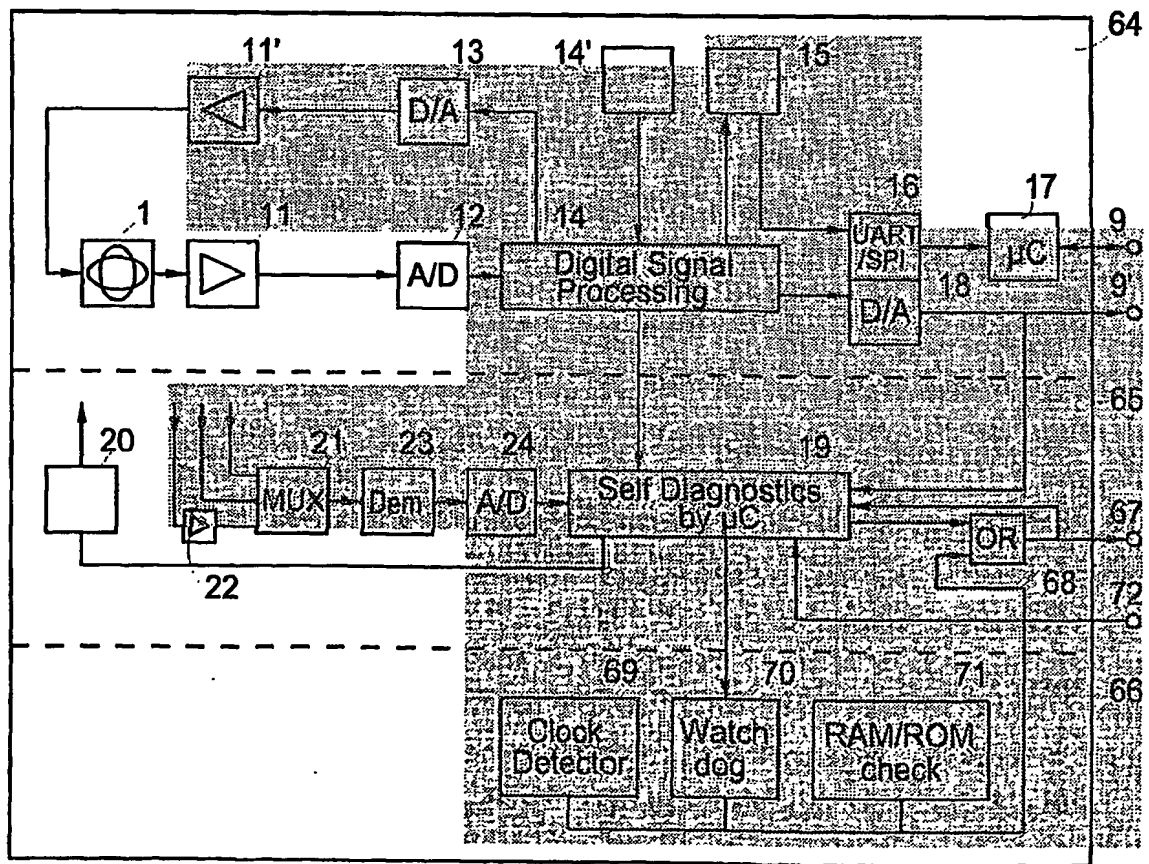 64
11'
13
14'
15
D/A
16
17
1
11
12
14
9
UART
/SPI
µC
A/D
Digital Signal
Processing
18
9'
D/A
65
20
21
23
24
19
MUX
Dem
A/D
Self Diagnostics
by µC
67
OR
22
68
72
69
70
71
66
Clock
Detector
Watch
dog
RAM/ROM
check